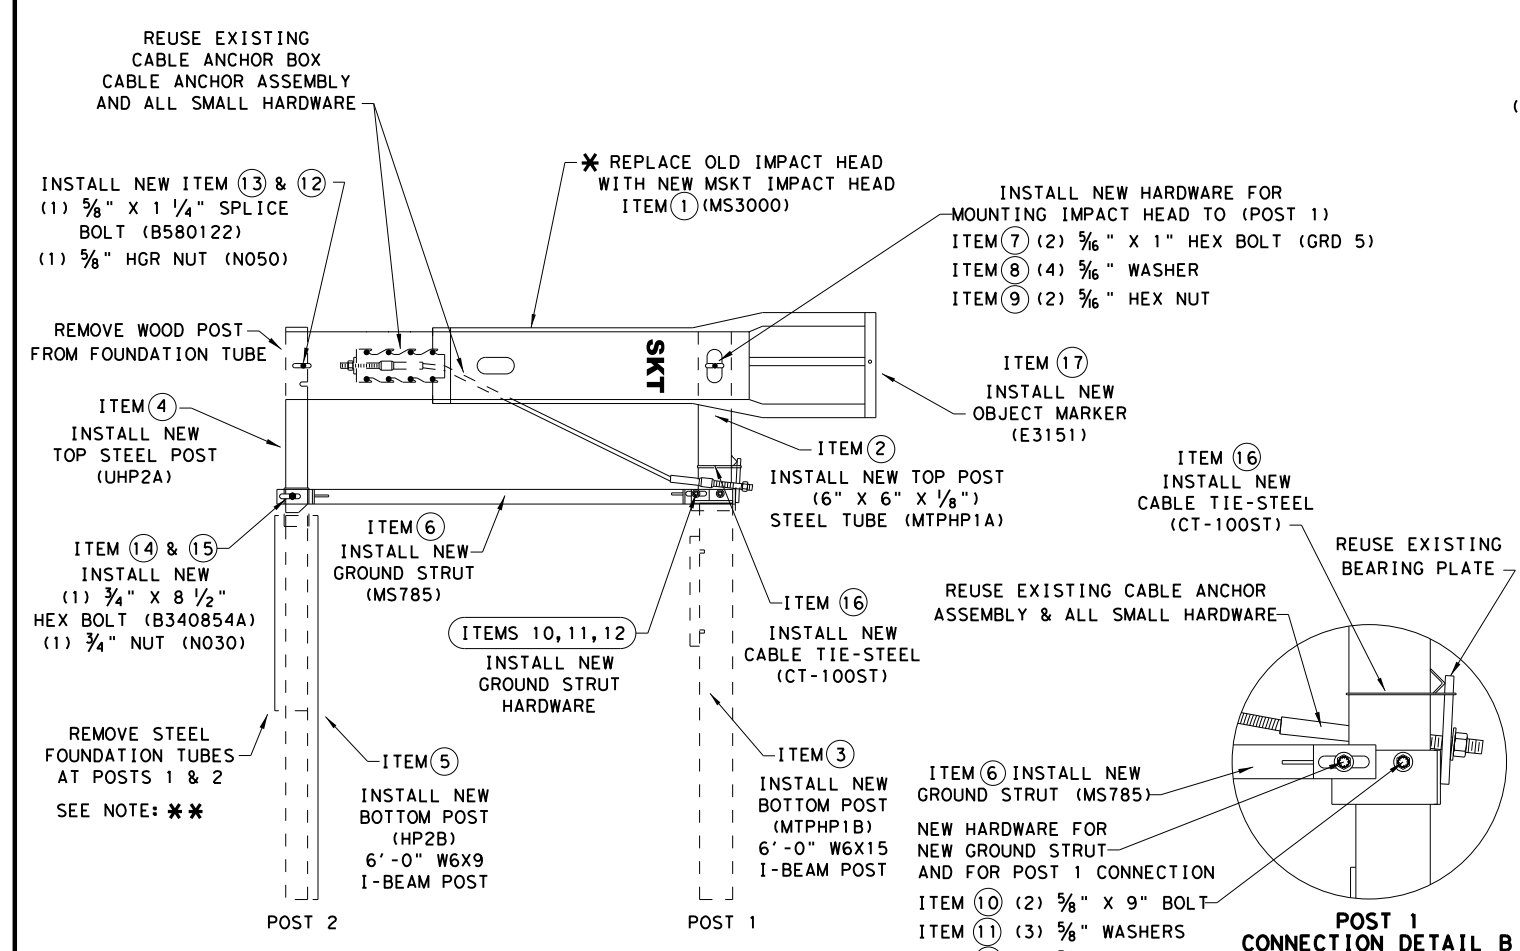 REUSE EXISTING
CABLE ANCHOR BOX
CABLE ANCHOR ASSEMBLY
AND ALL SMALL HARDWARE
INSTALL NEW ITEM 13 & 12
(1) 5/8" X 1 1/4" SPLICE
BOLT (B580122)
(1) 5/8" HGR NUT (N050)
* REPLACE OLD IMPACT HEAD
WITH NEW MSKT IMPACT HEAD
ITEM 1 (MS3000)
INSTALL NEW HARDWARE FOR
MOUNTING IMPACT HEAD TO (POST 1)
ITEM 7 (2) 5/16" X 1" HEX BOLT (GRD 5)
ITEM 8 (4) 5/16" WASHER
ITEM 9 (2) 5/16" HEX NUT
REMOVE WOOD POST
FROM FOUNDATION TUBE
SKT
ITEM 17
INSTALL NEW
OBJECT MARKER
(E3151)
ITEM 4
INSTALL NEW
TOP STEEL POST
(UHP2A)
ITEM 2
INSTALL NEW TOP POST
(6" X 6" X 1/8")
STEEL TUBE (MTPHP1A)
ITEM 16
INSTALL NEW
CABLE TIE-STEEL
(CT-100ST)
ITEM 6
INSTALL NEW
GROUND STRUT
(MS785)
ITEM 14 & 15
INSTALL NEW
(1) 3/4" X 8 1/2"
HEX BOLT (B340854A)
(1) 3/4" NUT (N030)
REUSE EXISTING
BEARING PLATE
REUSE EXISTING CABLE ANCHOR
ASSEMBLY & ALL SMALL HARDWARE
ITEM 16
INSTALL NEW
CABLE TIE-STEEL
(CT-100ST)
ITEMS 10,11,12
INSTALL NEW
GROUND STRUT
HARDWARE
REMOVE STEEL
FOUNDATION TUBES
AT POSTS 1 & 2
SEE NOTE: **
ITEM 5
INSTALL NEW
BOTTOM POST
(HP2B)
6'-0" W6X9
I-BEAM POST
ITEM 3
INSTALL NEW
BOTTOM POST
(MTPHP1B)
6'-0" W6X15
I-BEAM POST
ITEM 6 INSTALL NEW
GROUND STRUT (MS785)
NEW HARDWARE FOR
NEW GROUND STRUT
AND FOR POST 1 CONNECTION
ITEM 10 (2) 5/8" X 9" BOLT
ITEM 11 (3) 5/8" WASHERS
POST 2
POST 1
POST 1
CONNECTION DETAIL B